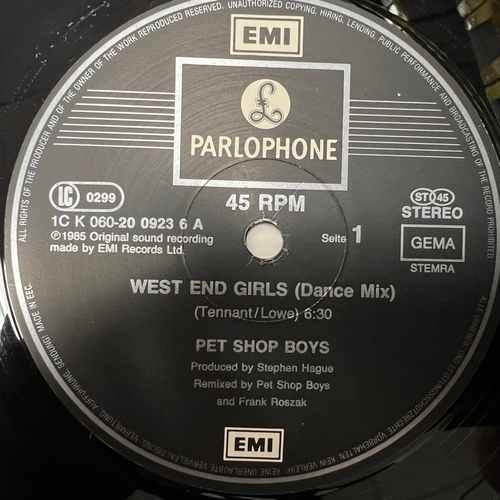 ALL RIGHTS OF THE PRODUCER AND OF THE OWNER OF THE WORK REPRODUCED RESERVED. UNAUTHORIZED COPYING, HIRING, LENDING, PUBLIC PERFORMANCE AND BROADCASTING OF THE RECORD PROHIBITED.
EMI
£
PARLOPHONE
45 RPM
LC 0299
1C K 060-20 0923 6 A
℗1985 Original sound recording
made by EMI Records Ltd.
Seite 1
ST 45
STEREO
GEMA
STEMRA
WEST END GIRLS (Dance Mix)
(Tennant/Lowe) 6:30
PET SHOP BOYS
Produced by Stephen Hague
Remixed by Pet Shop Boys
and Frank Roszak
EMI
MADE IN EEC.